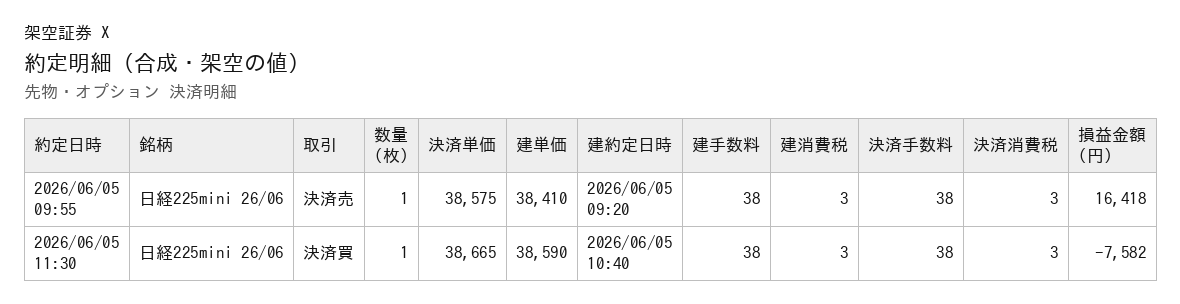 架空証券 X
約定明細（合成・架空の値）
先物・オプション 決済明細
約定日時 銘柄 取引 数量（枚） 決済単価 建単価 建約定日時 建手数料 建消費税 決済手数料 決済消費税 損益金額（円）
2026/06/05 09:55 日経225mini 26/06 決済売 1 38,575 38,410 2026/06/05 09:20 38 3 38 3 16,418
2026/06/05 11:30 日経225mini 26/06 決済買 1 38,665 38,590 2026/06/05 10:40 38 3 38 3 -7,582